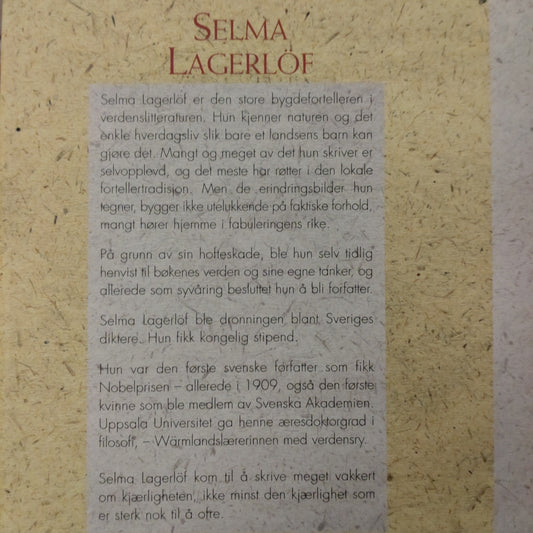 SELMA
LAGERLÖF
Selma Lagerlöf er den store bygdefortelleren i
verdenslitteraturen. Hun kjenner naturen og det
enkle hverdagsliv slik bare et landsens barn kan
gjøre det. Mangt og meget av det hun skriver er
selvopplevd, og det meste har røtter i den lokale
fortellertradisjon. Men de erindringsbilder hun
tegner, bygger ikke utelukkende på faktiske forhold,
mangt hører hjemme i fabuleringens rike.
På grunn av sin hofteskade, ble hun selv tidlig
henvist til bøkenes verden og sine egne tanker, og
allerede som syvåring besluttet hun å bli forfatter.
Selma Lagerlöf ble dronningen blant Sveriges
diktere. Hun fikk kongelig stipend.
Hun var den første svenske forfatter som fikk
Nobelprisen – allerede i 1909, også den første
kvinne som ble medlem av Svenska Akademien.
Uppsala Universitet ga henne æresdoktorgrad i
filosofi, – Wärmlandslærerinnen med verdensry.
Selma Lagerlöf kom til å skrive meget vakkert
om kjærligheten, ikke minst den kjærlighet som
er sterk nok til å ofre.